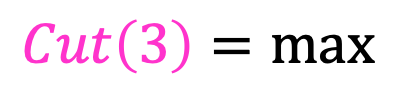 Cut(3) = max